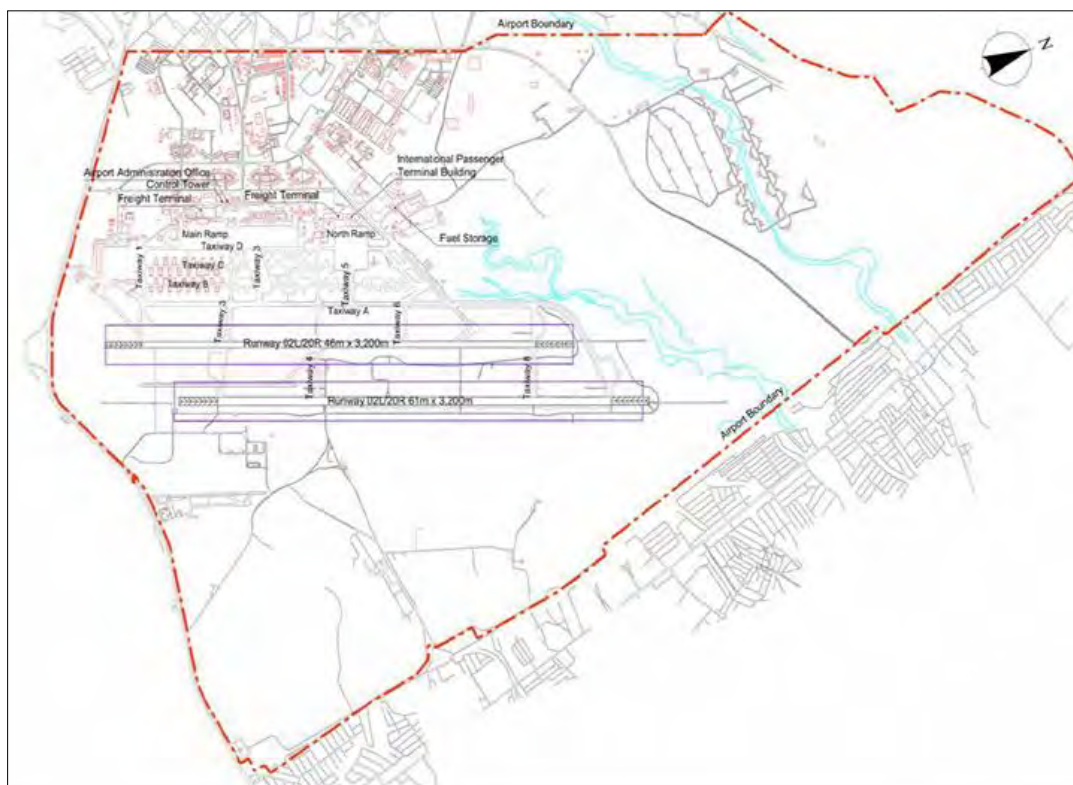 Airport Boundary
N
International Passenger
Terminal Building
Airport Administration Office
Control Tower
Freight Terminal
Freight Terminal
Main Ramp
North Ramp
Fuel Storage
Taxiway D
Taxiway 1
Taxiway C
Taxiway 3
Taxiway B
Taxiway 5
Taxiway A
Taxiway 3
Taxiway 6
Runway 02L/20R 46m x 3,200m
Taxiway 4
Taxiway 6
Runway 02L/20R 61m x 3,200m
Airport Boundary